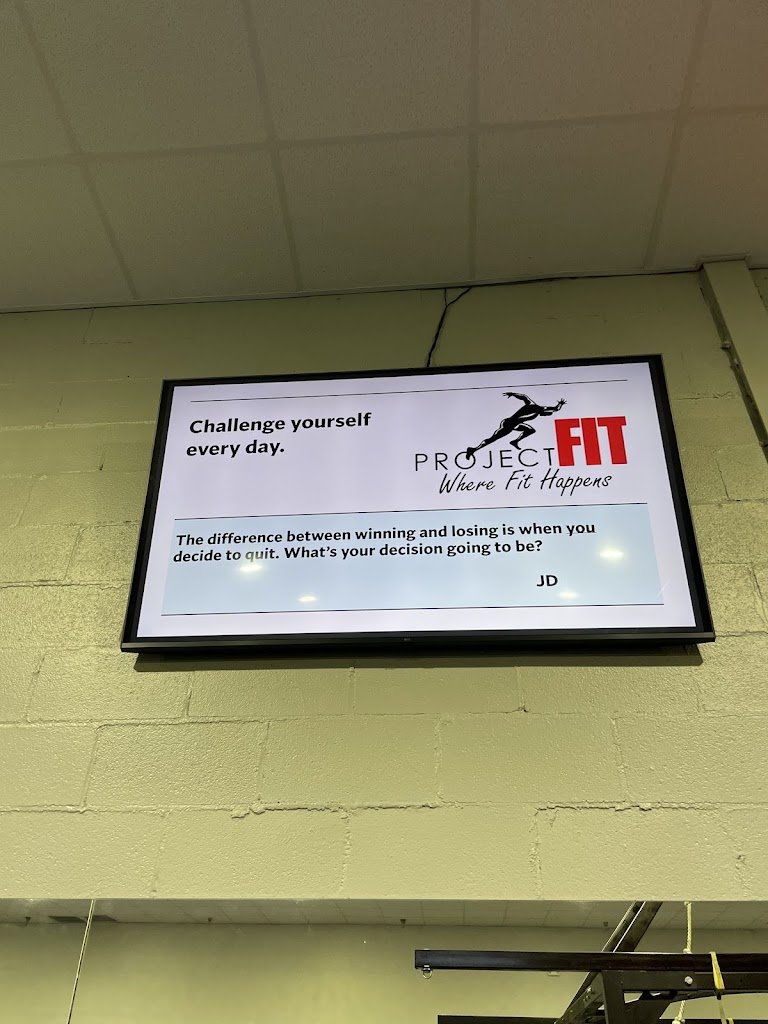 Challenge yourself
every day.
PROJECT FIT
Where Fit Happens
The difference between winning and losing is when you
decide to quit. What's your decision going to be?
JD